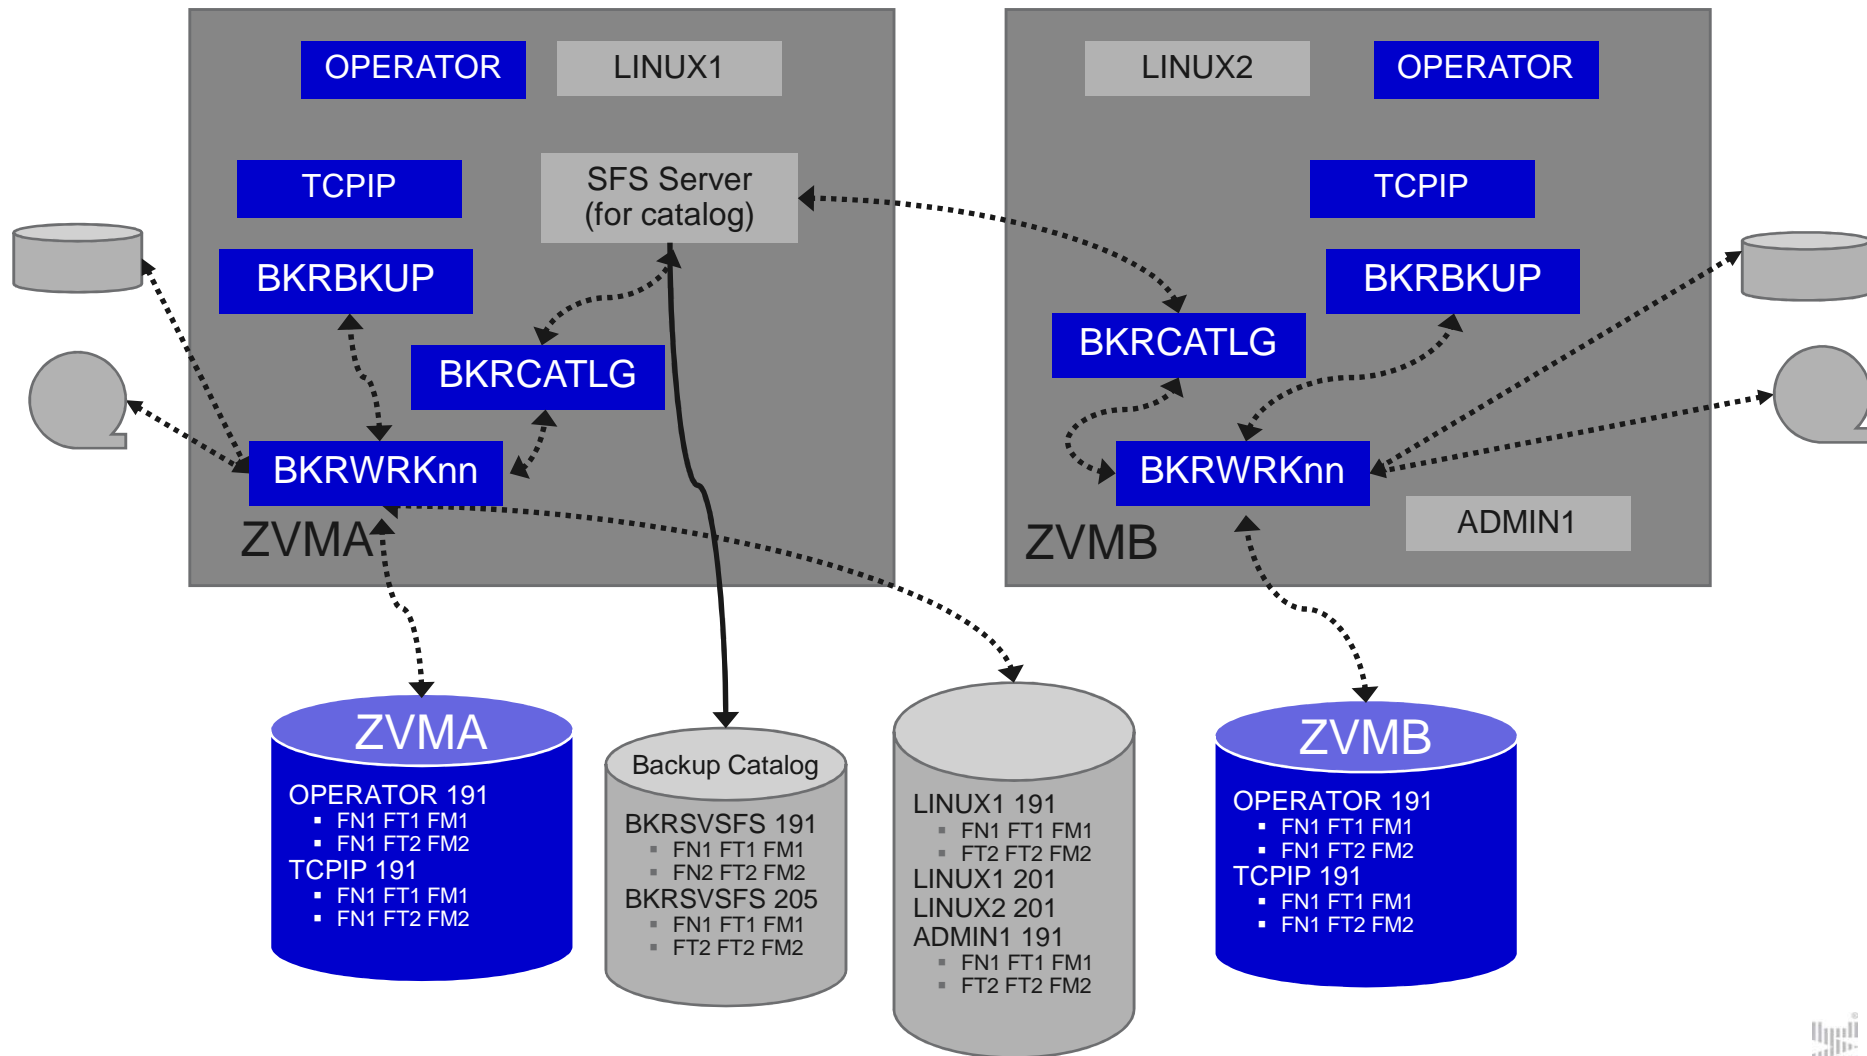 OPERATOR
LINUX1
TCPIP
SFS Server
(for catalog)
BKRBKUP
BKRCATLG
BKRWRKnn
ZVMA
LINUX2
OPERATOR
TCPIP
BKRBKUP
BKRCATLG
BKRWRKnn
ADMIN1
ZVMB
ZVMA
OPERATOR 191
▪ FN1 FT1 FM1
▪ FN1 FT2 FM2
TCPIP 191
▪ FN1 FT1 FM1
▪ FN1 FT2 FM2
Backup Catalog
BKRSVSFS 191
▪ FN1 FT1 FM1
▪ FN2 FT2 FM2
BKRSVSFS 205
▪ FN1 FT1 FM1
▪ FT2 FT2 FM2
LINUX1 191
▪ FN1 FT1 FM1
▪ FT2 FT2 FM2
LINUX1 201
LINUX2 201
ADMIN1 191
▪ FN1 FT1 FM1
▪ FT2 FT2 FM2
ZVMB
OPERATOR 191
▪ FN1 FT1 FM1
▪ FN1 FT2 FM2
TCPIP 191
▪ FN1 FT1 FM1
▪ FN1 FT2 FM2